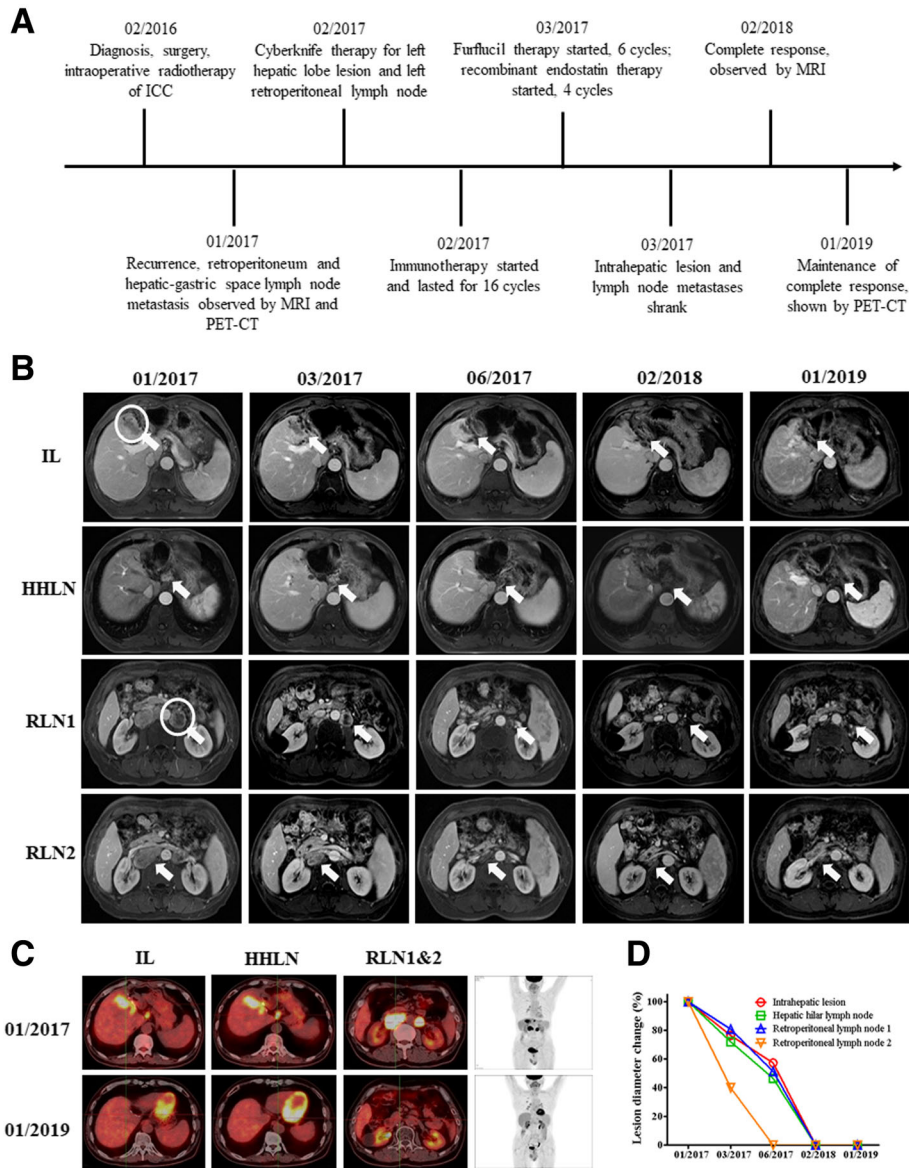 A
02/2016
Diagnosis, surgery,
intraoperative radiotherapy
of ICC
02/2017
Cyberknife therapy for left
hepatic lobe lesion and left
retroperitoneal lymph node
03/2017
Furflucil therapy started, 6 cycles;
recombinant endostatin therapy
started, 4 cycles
02/2018
Complete response,
observed by MRI
01/2017
Recurrence, retroperitoneum and
hepatic-gastric space lymph node
metastasis observed by MRI and
PET-CT
02/2017
Immunotherapy started
and lasted for 16 cycles
03/2017
Intrahepatic lesion and
lymph node metastases
shrank
01/2019
Maintenance of
complete response,
shown by PET-CT
B
01/2017 03/2017 06/2017 02/2018 01/2019
IL
HHLN
RLN1
RLN2
C
IL HHLN RLN1&2
01/2017
01/2019
D
Lesion diameter change (%)
100
80
60
40
20
0
Intrahepatic lesion
Hepatic hilar lymph node
Retroperitoneal lymph node 1
Retroperitoneal lymph node 2
01/2017 03/2017 06/2017 02/2018 01/2019